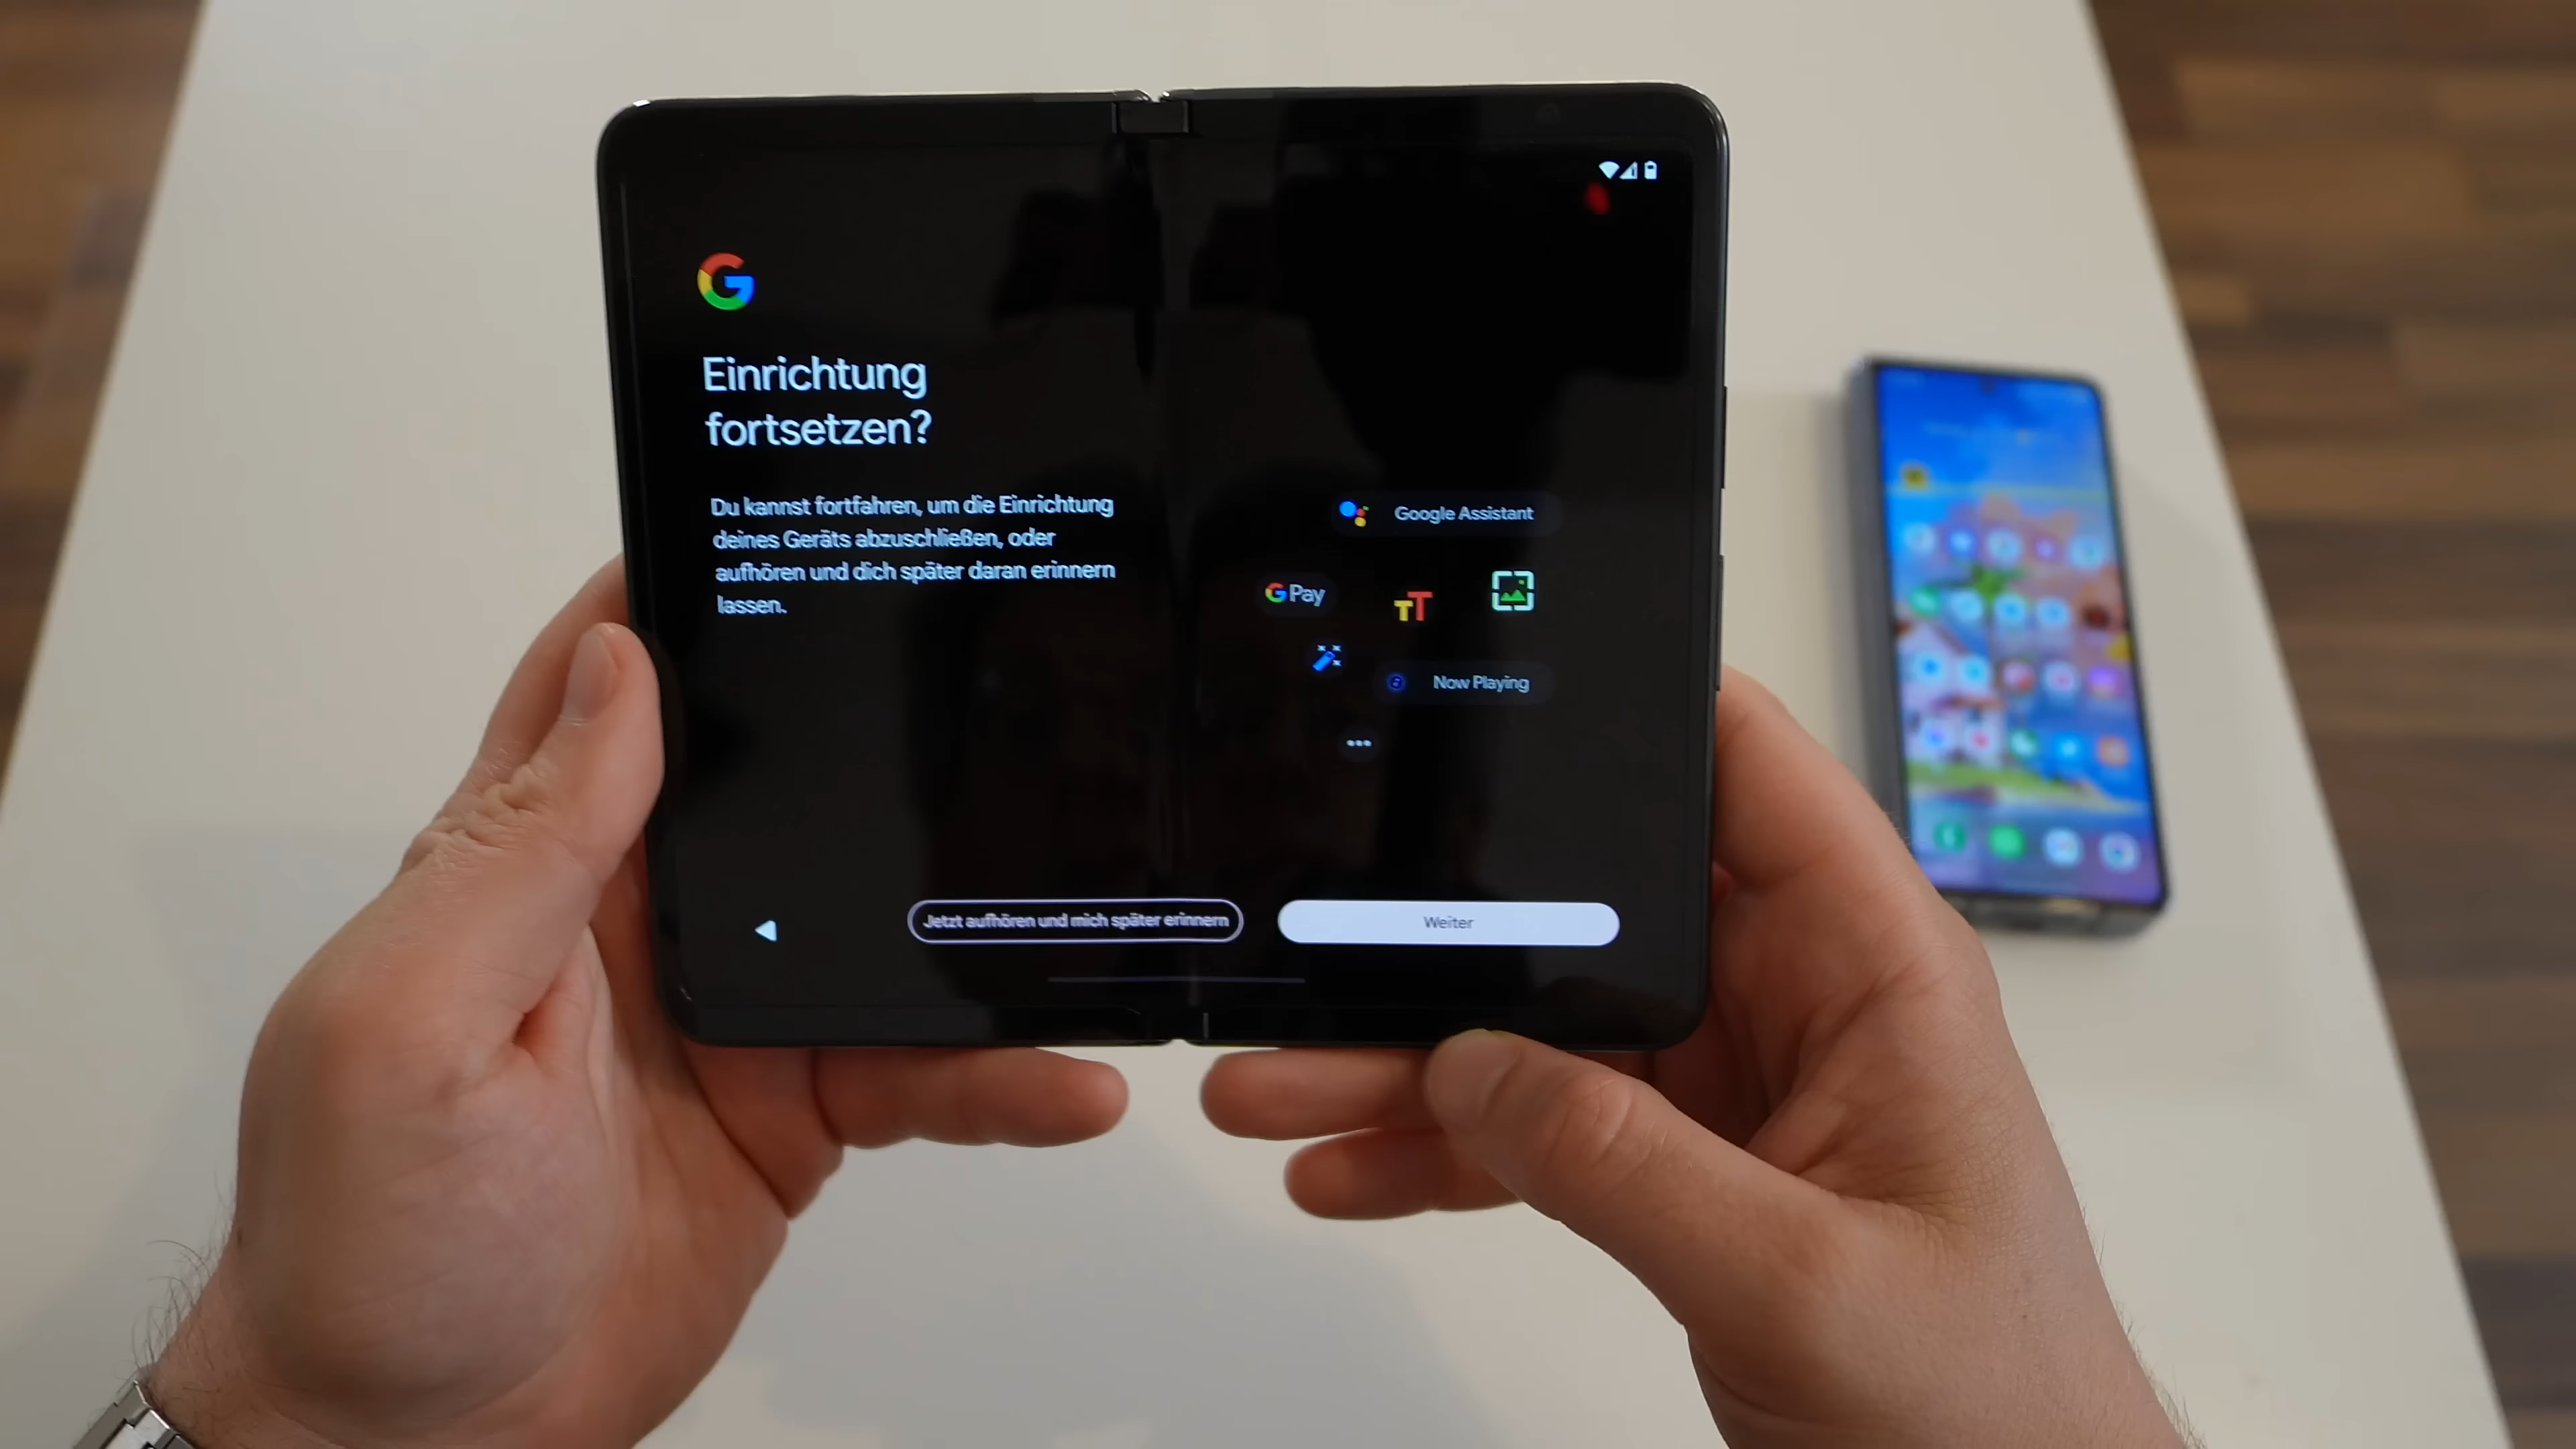 Einrichtung
fortsetzen?
Du kannst fortfahren, um die Einrichtung
deines Geräts abzuschließen, oder
aufhören und dich später daran erinnern
lassen.
Google Assistant
G Pay
TT
Now Playing
Jetzt aufhören und mich später erinnern
Weiter